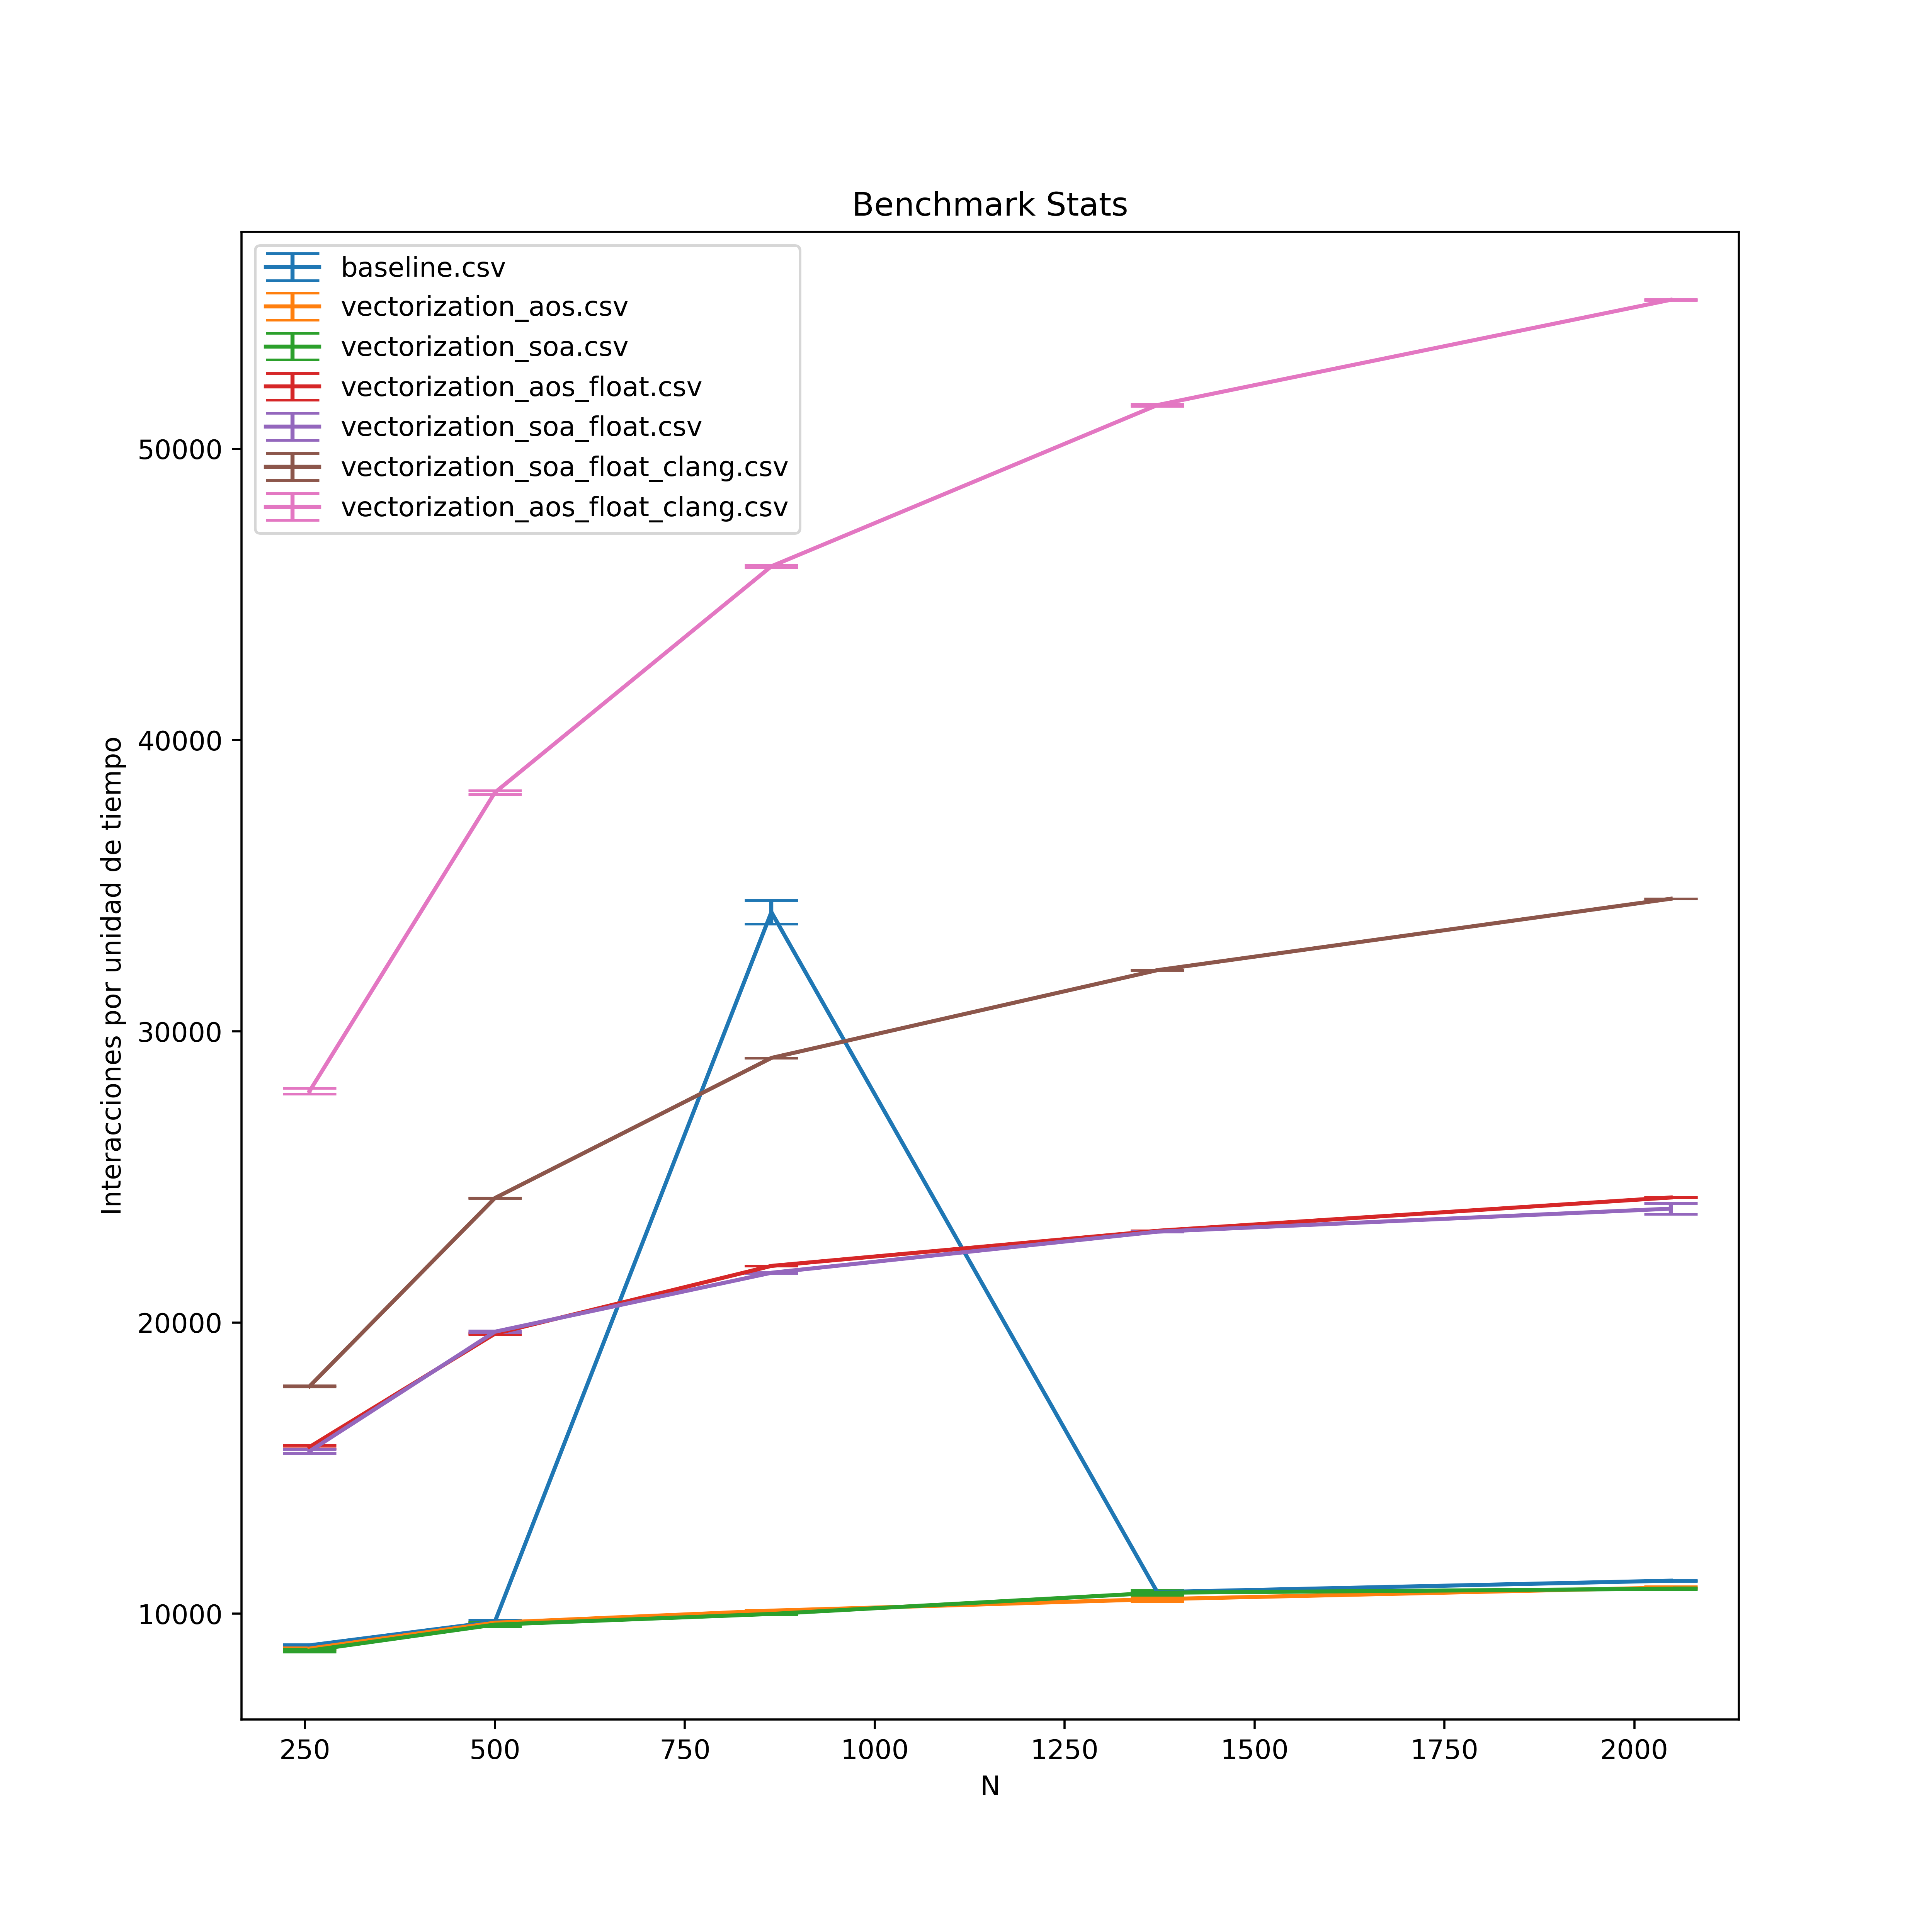 Benchmark Stats
baseline.csv
vectorization_aos.csv
vectorization_soa.csv
vectorization_aos_float.csv
vectorization_soa_float.csv
vectorization_soa_float_clang.csv
vectorization_aos_float_clang.csv
Interacciones por unidad de tiempo
50000
40000
30000
20000
10000
250 500 750 1000 1250 1500 1750 2000
N